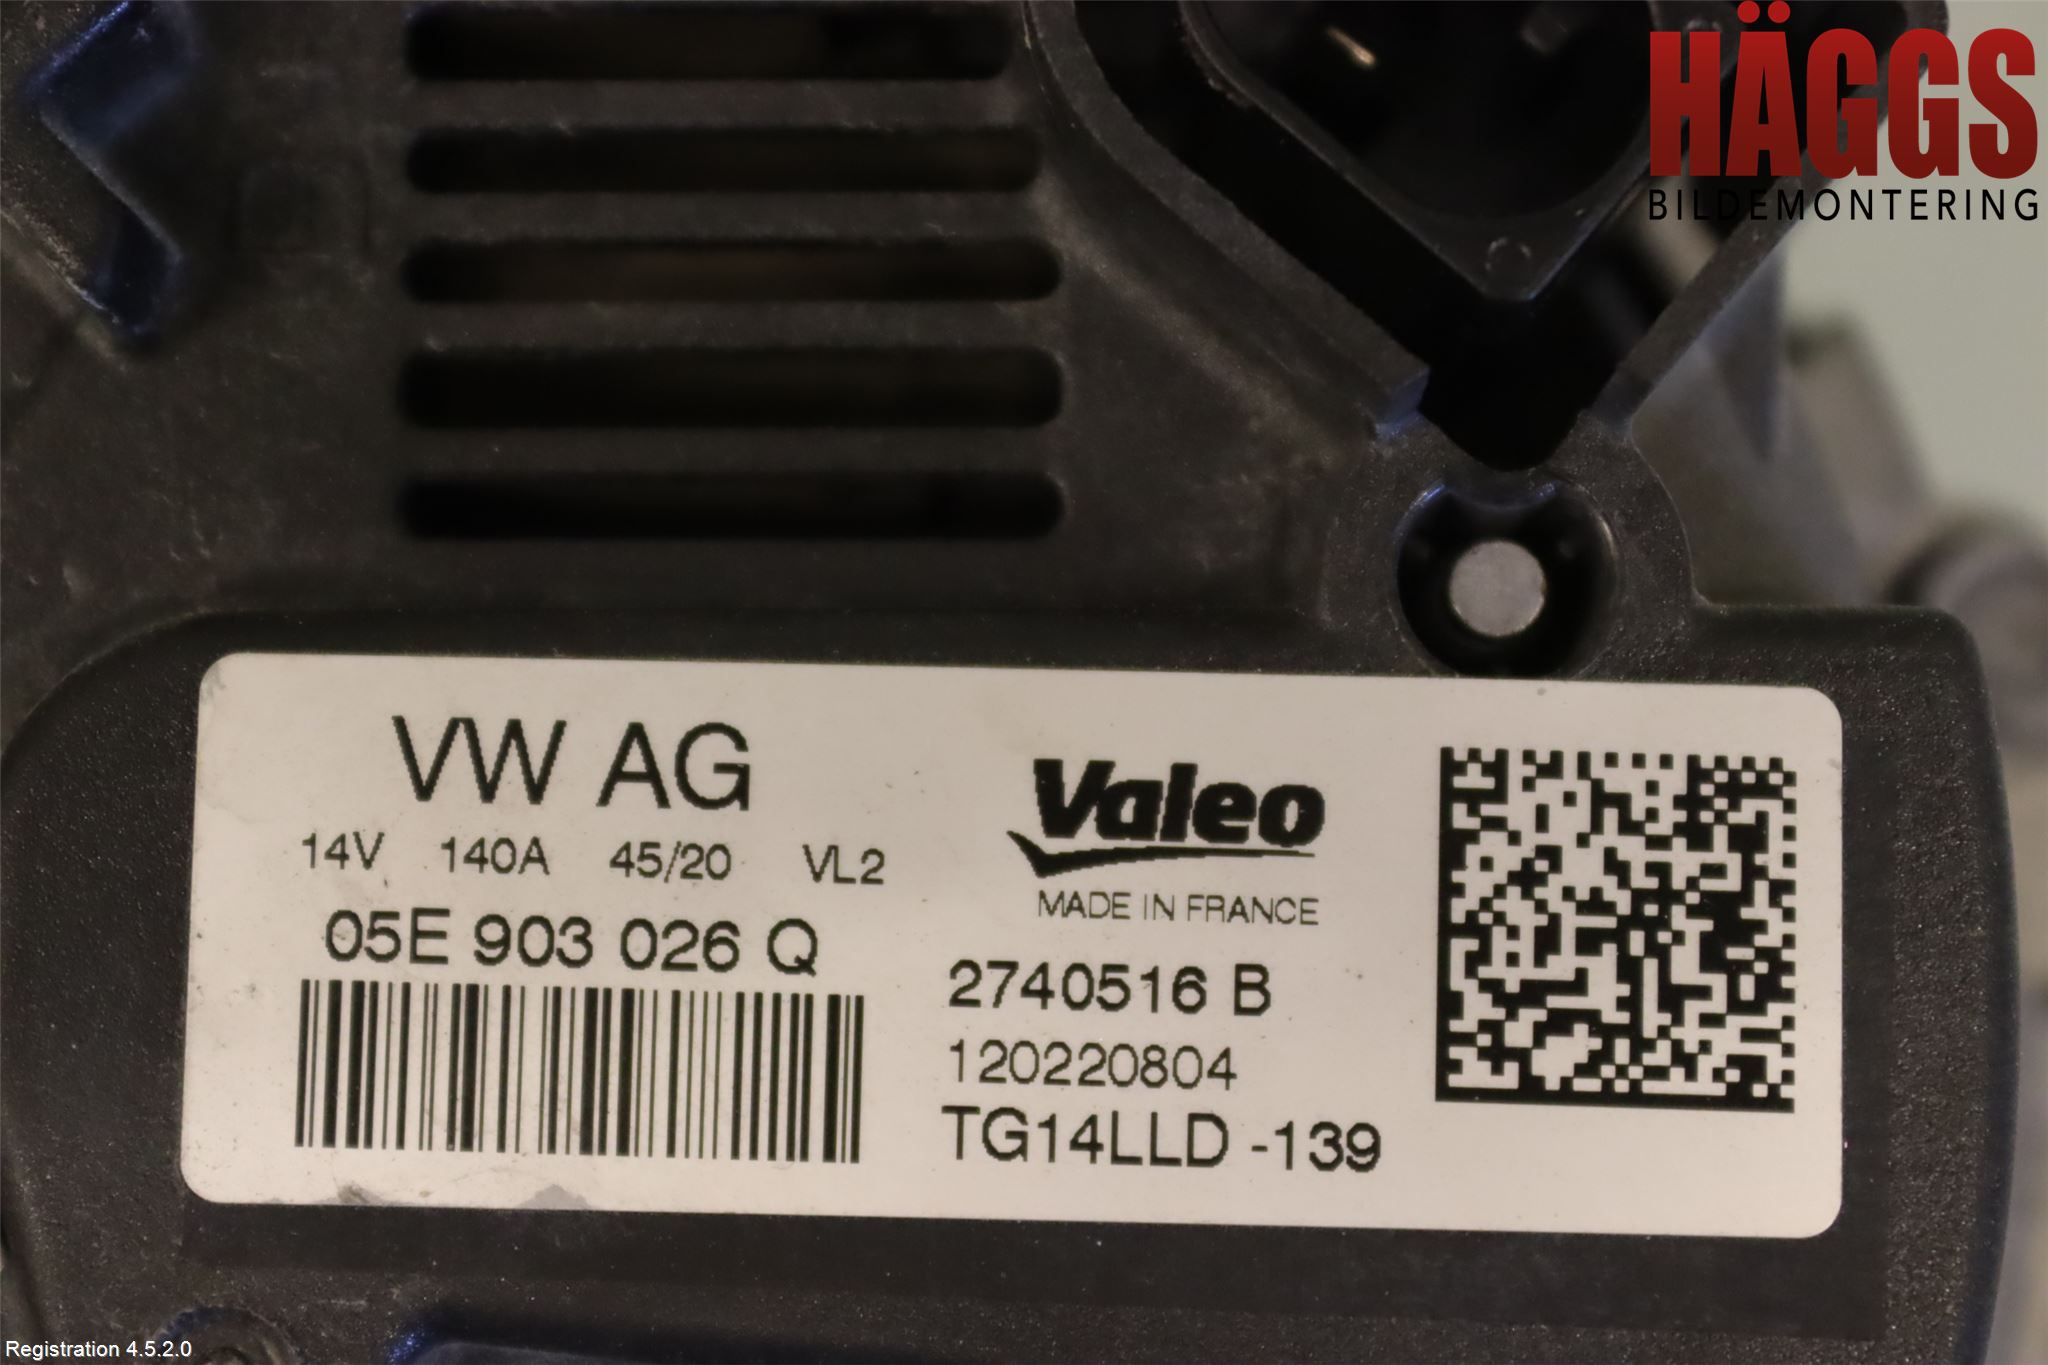 HÄGGS
BILDEMONTERING
VW AG
14V 140A 45/20 VL2
05E 903 026 Q
Valeo
MADE IN FRANCE
2740516 B
120220804
TG14LLD -139
Registration 4.5.2.0